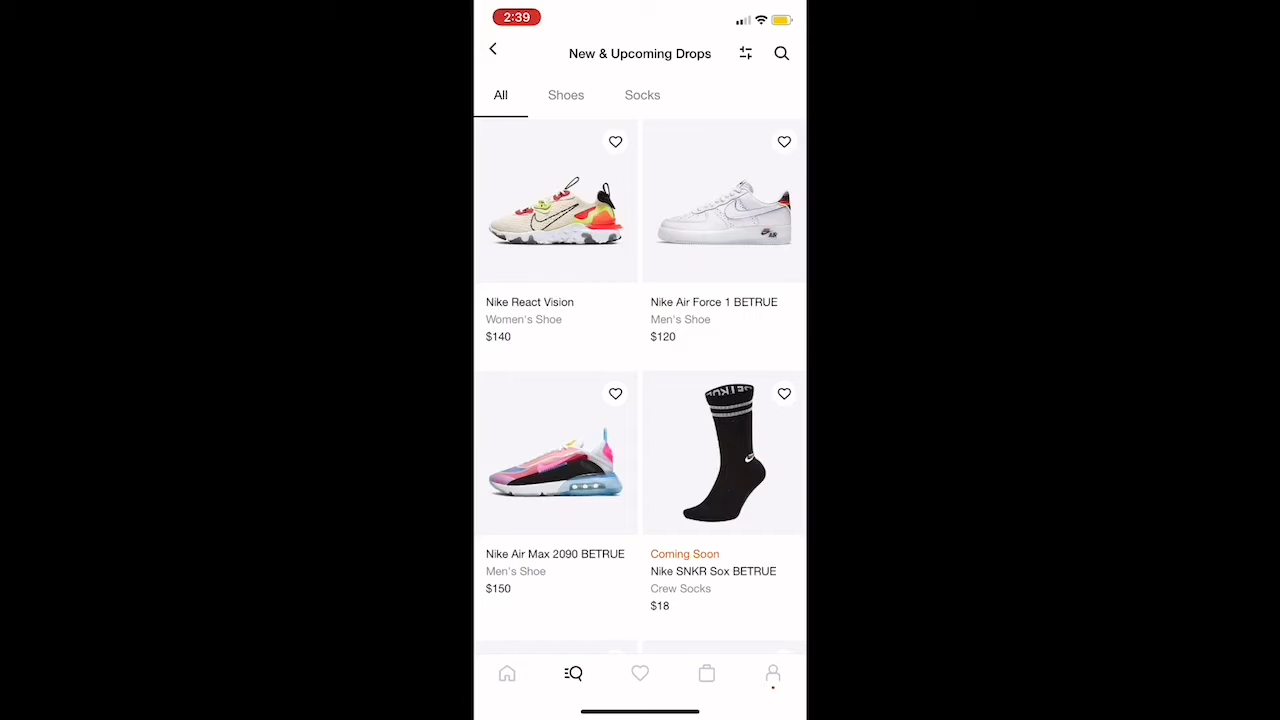 2:39
New & Upcoming Drops
All
Shoes
Socks
Nike React Vision
Women's Shoe
$140
Nike Air Force 1 BETRUE
Men's Shoe
$120
Nike Air Max 2090 BETRUE
Men's Shoe
$150
Coming Soon
Nike SNKR Sox BETRUE
Crew Socks
$18